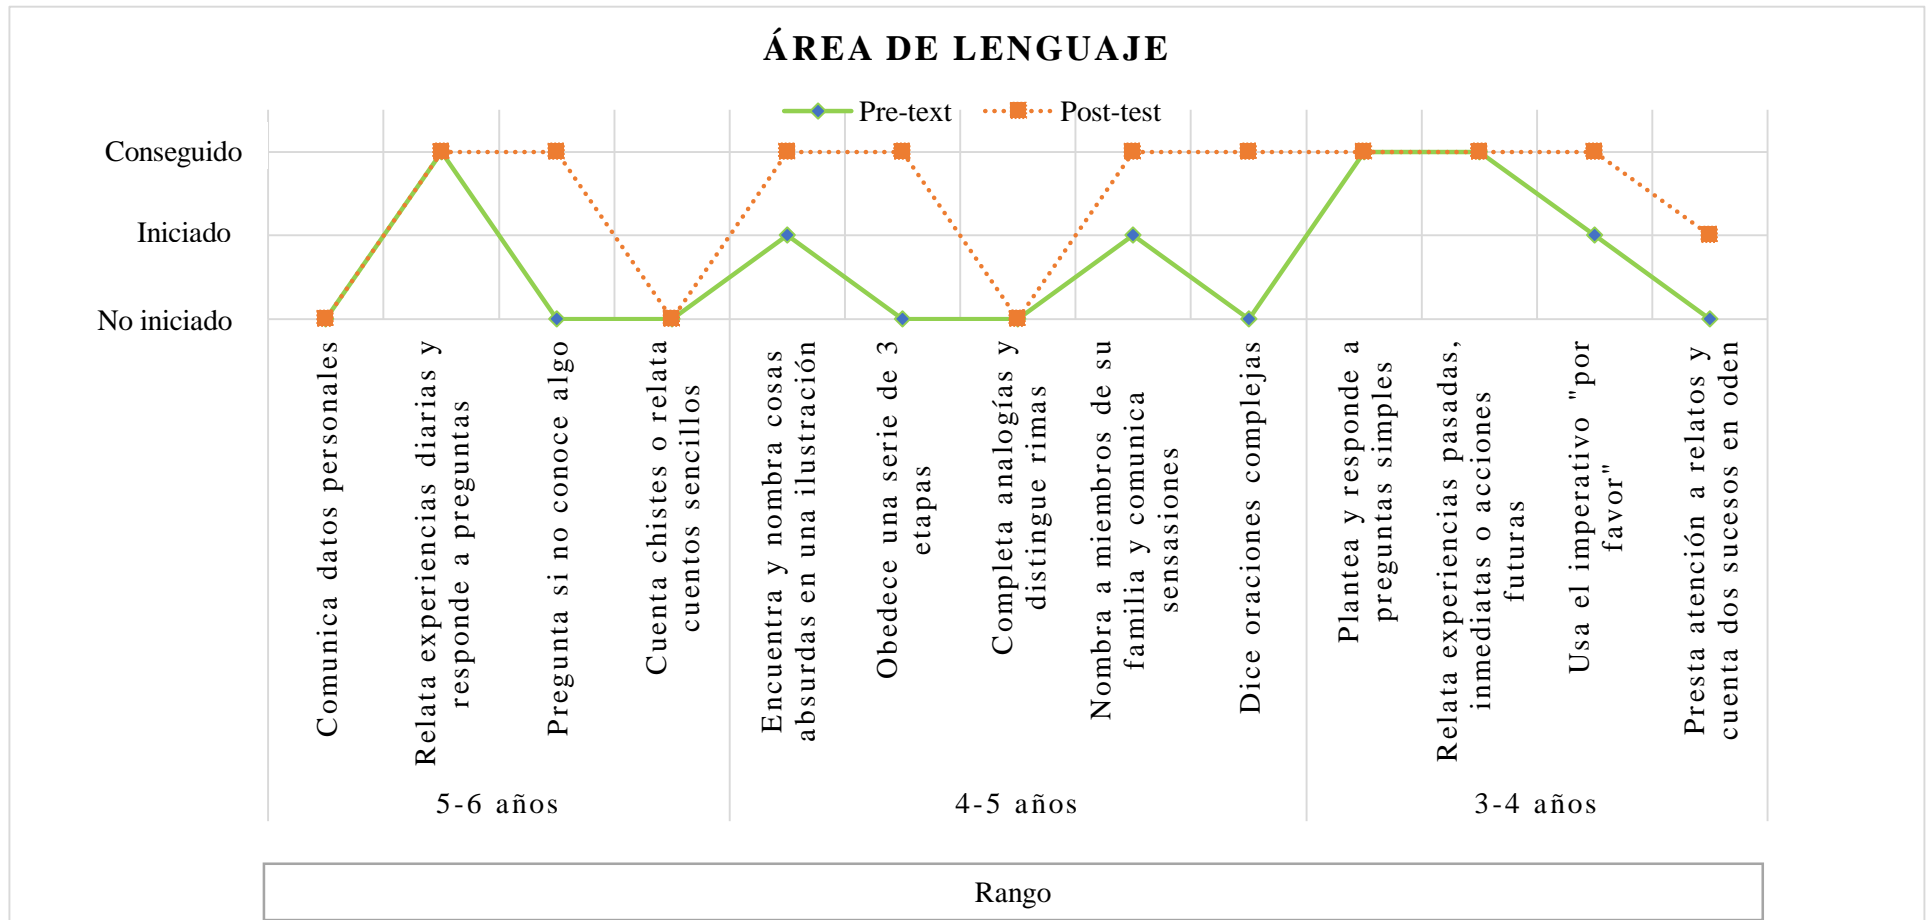 ÁREA DE LENGUAJE
Pre-text
Post-test
Conseguido
Iniciado
No iniciado
Comunica datos personales
Relata experiencias diarias y
responde a preguntas
Pregunta si no conoce algo
Cuenta chistes o relata
cuentos sencillos
Encuentra y nombra cosas
absurdas en una ilustración
Obedece una serie de 3
etapas
Completa analogías y
distingue rimas
Nombra a miembros de su
familia y comunica
sensasiones
Dice oraciones complejas
Plantea y responde a
preguntas simples
Relata experiencias pasadas,
inmediatas o acciones
futuras
Usa el imperativo "por
favor"
Presta atención a relatos y
cuenta dos sucesos en oden
5-6 años
4-5 años
3-4 años
Rango